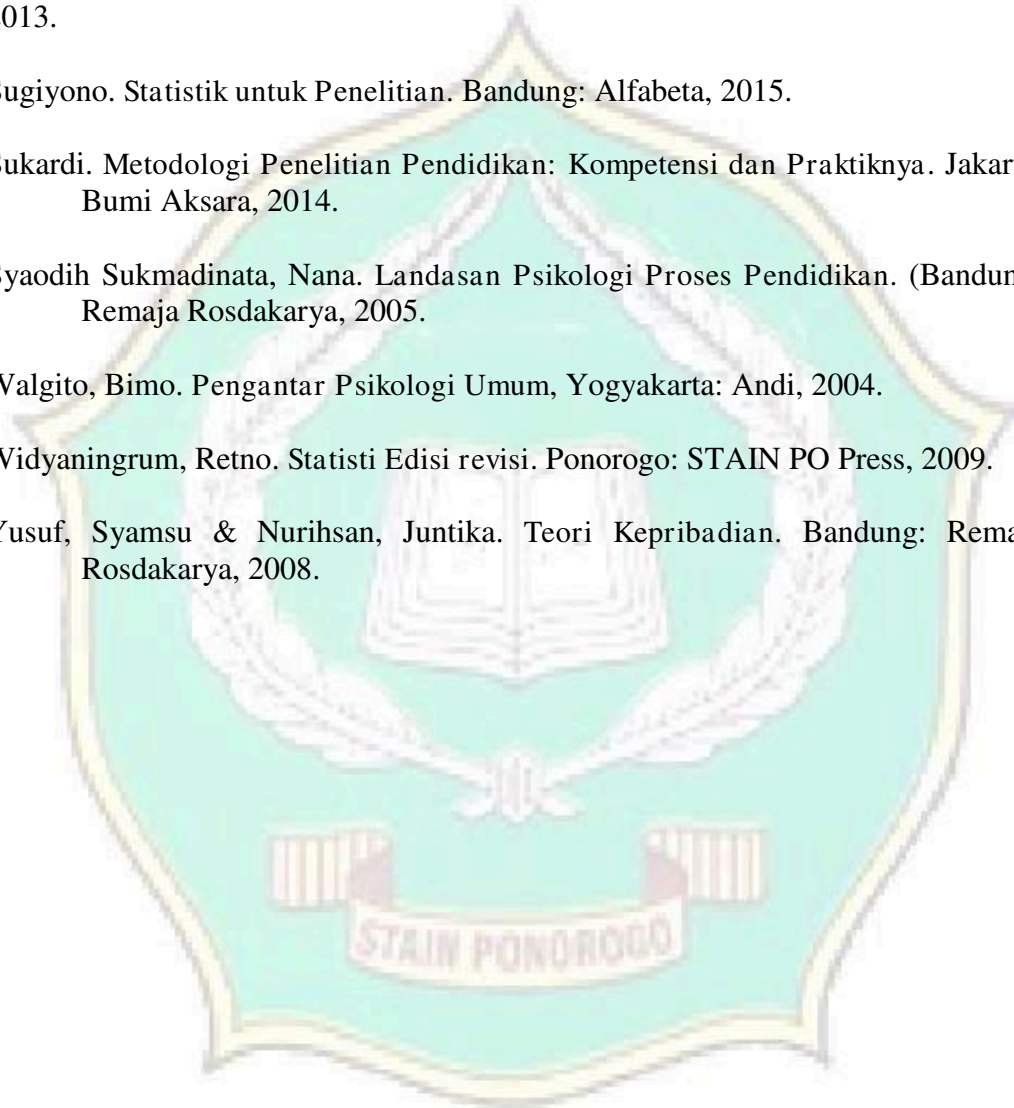 2013.
Sugiyono. Statistik untuk Penelitian. Bandung: Alfabeta, 2015.
Sukardi. Metodologi Penelitian Pendidikan: Kompetensi dan Praktiknya. Jakart
Bumi Aksara, 2014.
Syaodih Sukmadinata, Nana. Landasan Psikologi Proses Pendidikan. (Bandun
Remaja Rosdakarya, 2005.
Walgito, Bimo. Pengantar Psikologi Umum, Yogyakarta: Andi, 2004.
Widyaningrum, Retno. Statisti Edisi revisi. Ponorogo: STAIN PO Press, 2009.
Yusuf, Syamsu & Nurihsan, Juntika. Teori Kepribadian. Bandung: Rema
Rosdakarya, 2008.
STAIN PONOROGO